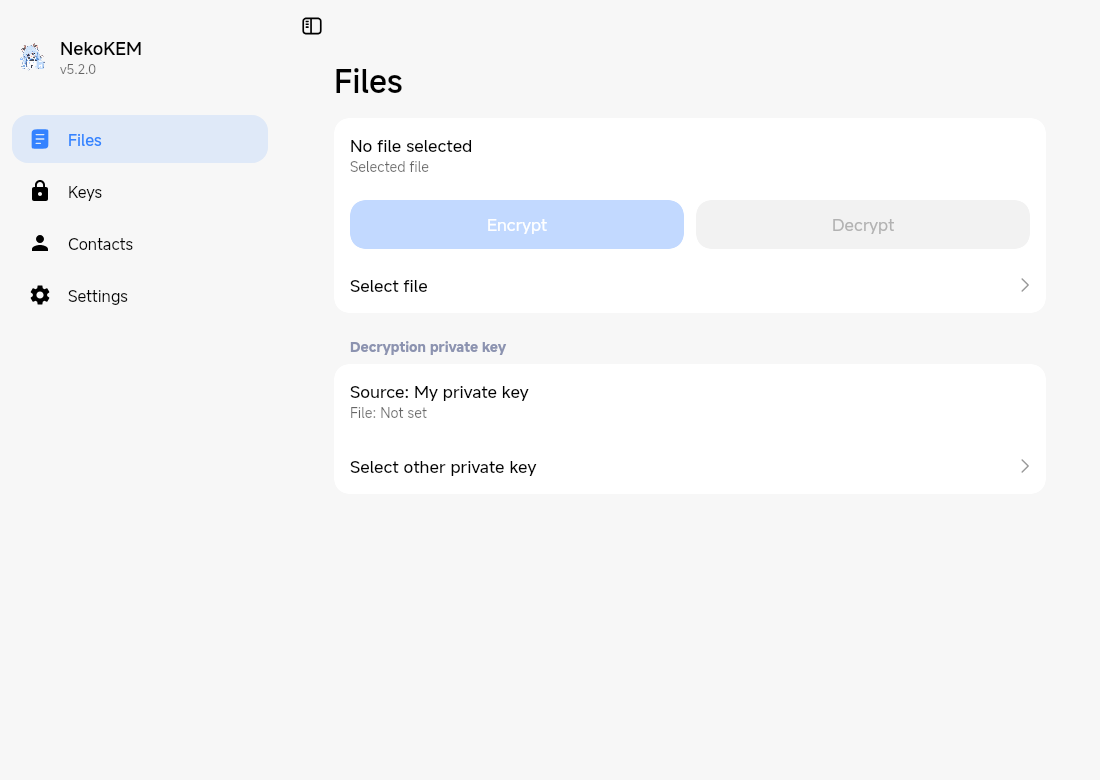 NekoKEM
v5.2.0
Files
Keys
Contacts
Settings
Files
No file selected
Selected file
Encrypt
Decrypt
Select file
Decryption private key
Source: My private key
File: Not set
Select other private key